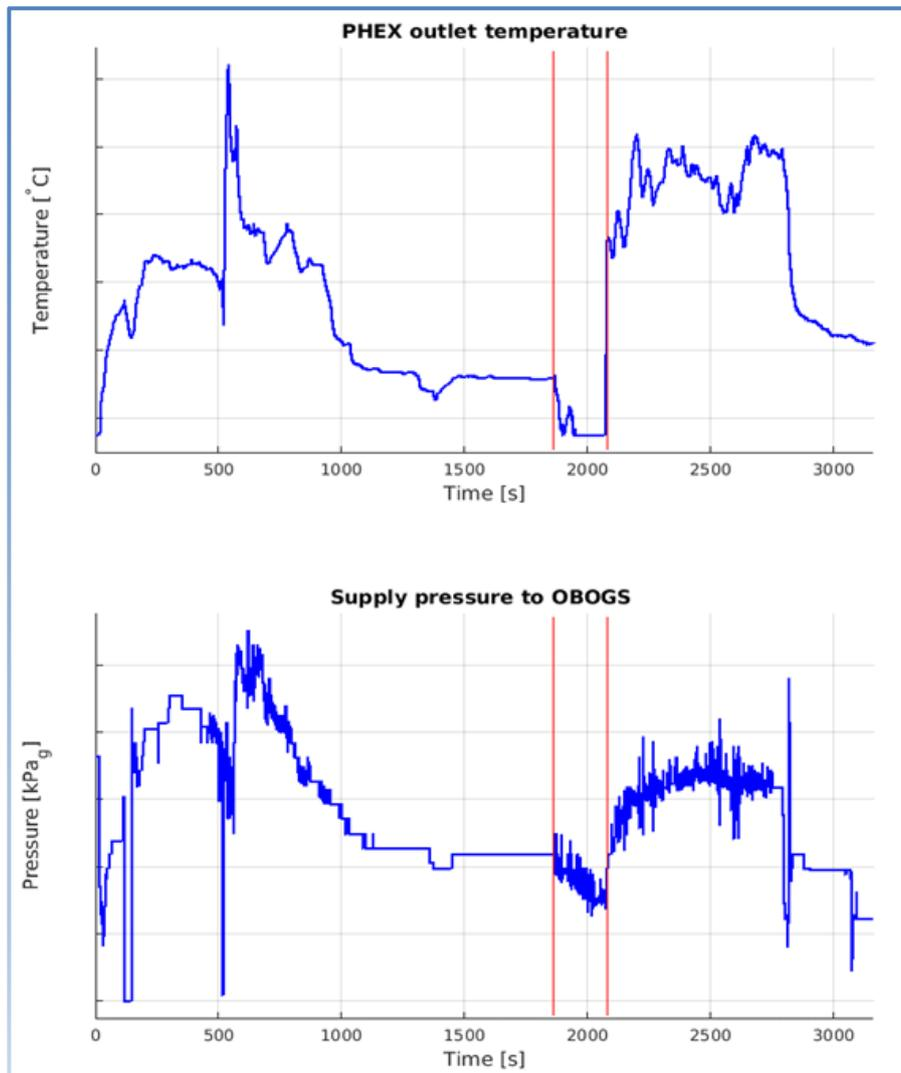 PHEX outlet temperature
Temperature [°C]
0 500 1000 1500 2000 2500 3000
Time [s]
Supply pressure to OBOGS
Pressure [kPag]
0 500 1000 1500 2000 2500 3000
Time [s]